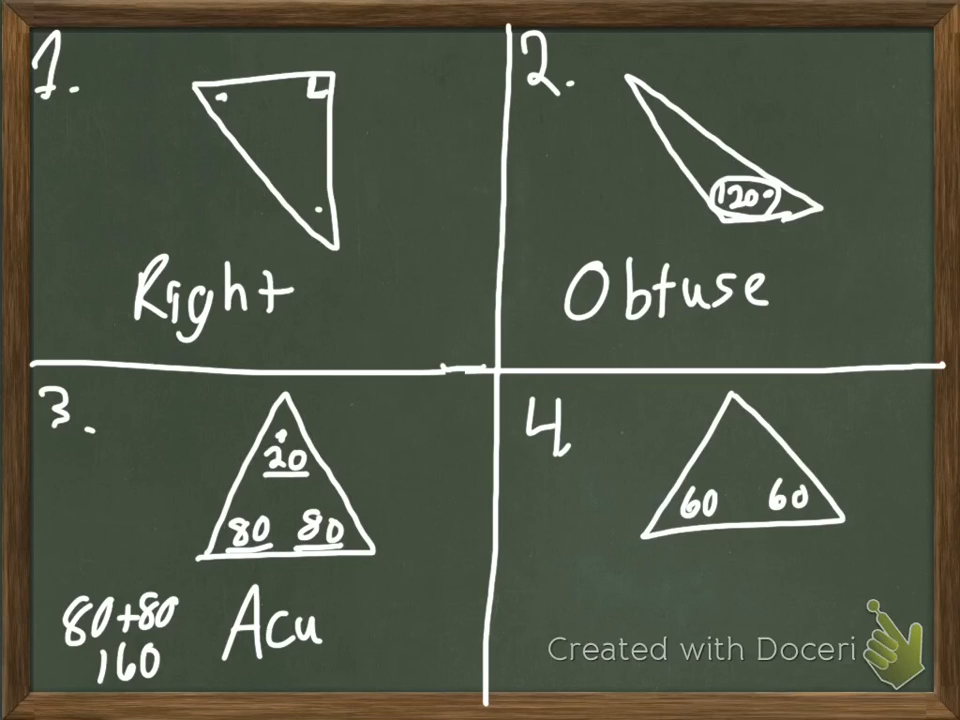 1.
Right
2.
120°
Obtuse
3.
20
80 80
80+80
160
Acu
4
60 60
Created with Doceri